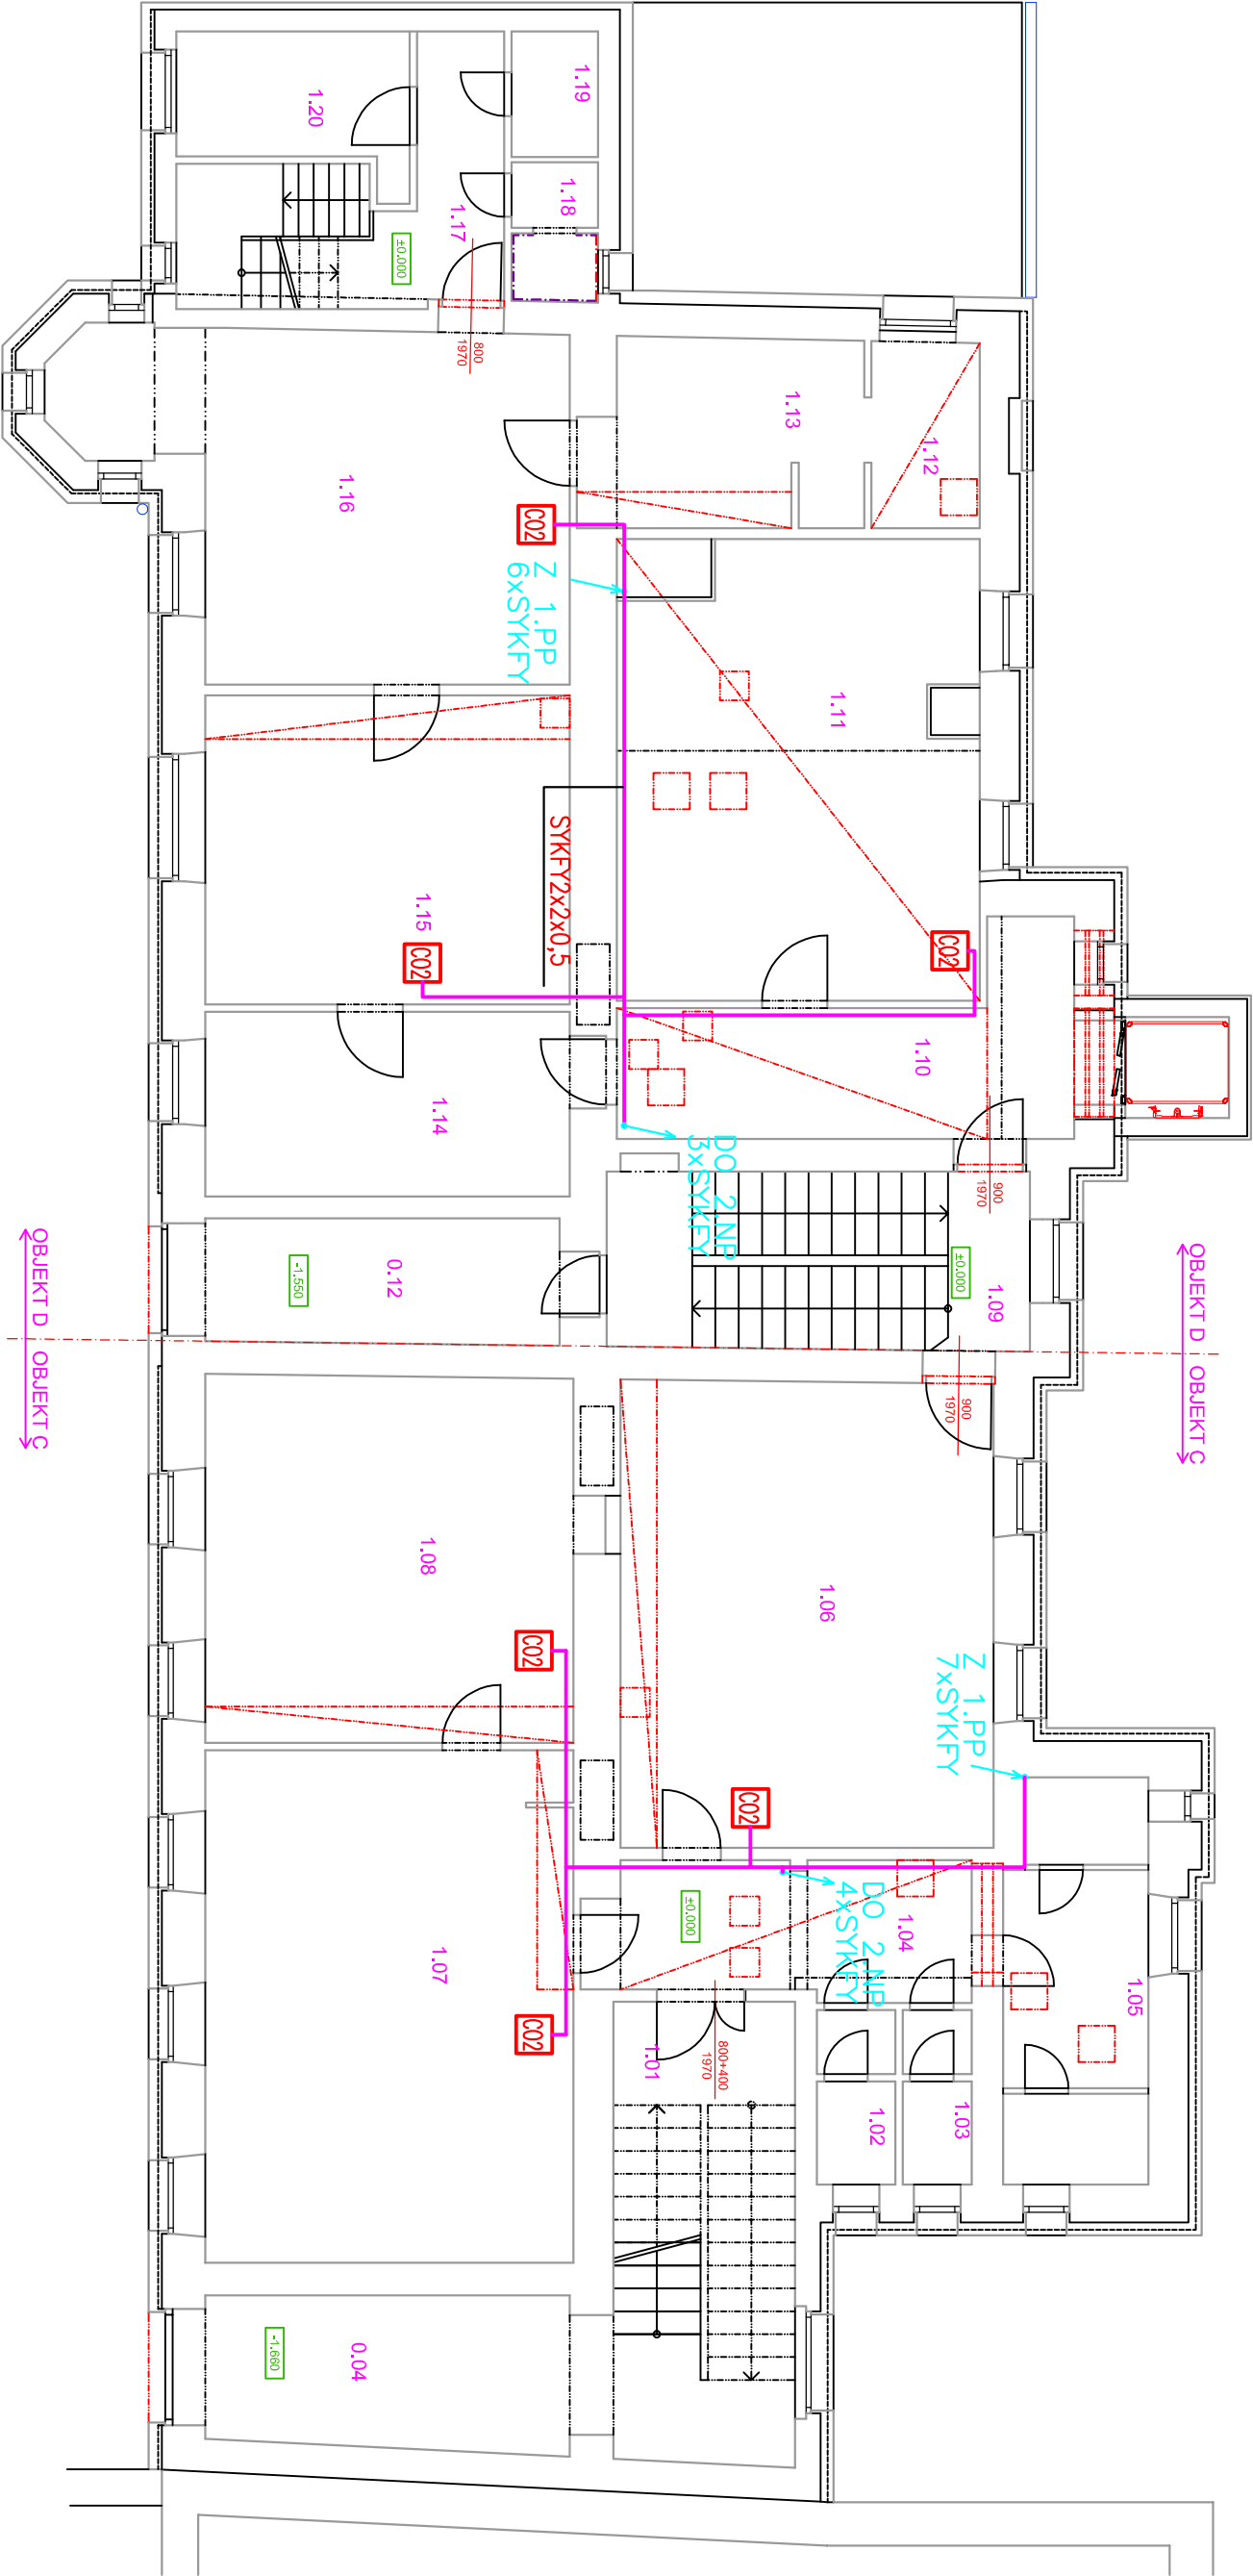 OBJEKT D
OBJEKT C
1.12
1.13
1.19
1.18
1.17
1.20
±0.000
800
1970
1.16
CO2
Z 1.PP
6xSYKFY
1.11
CO2
SYKFY2x2x0,5
1.15
CO2
1.10
1.14
DO 2.NP
3xSYKFY
900
1970
±0.000
1.09
0.12
-1.550
900
1970
OBJEKT D
OBJEKT C
1.06
1.08
CO2
Z 1.PP
7xSYKFY
CO2
DO 2.NP
4xSYKFY
±0.000
1.04
1.05
1.07
CO2
800+400
1970
1.01
1.02
1.03
0.04
-1.660